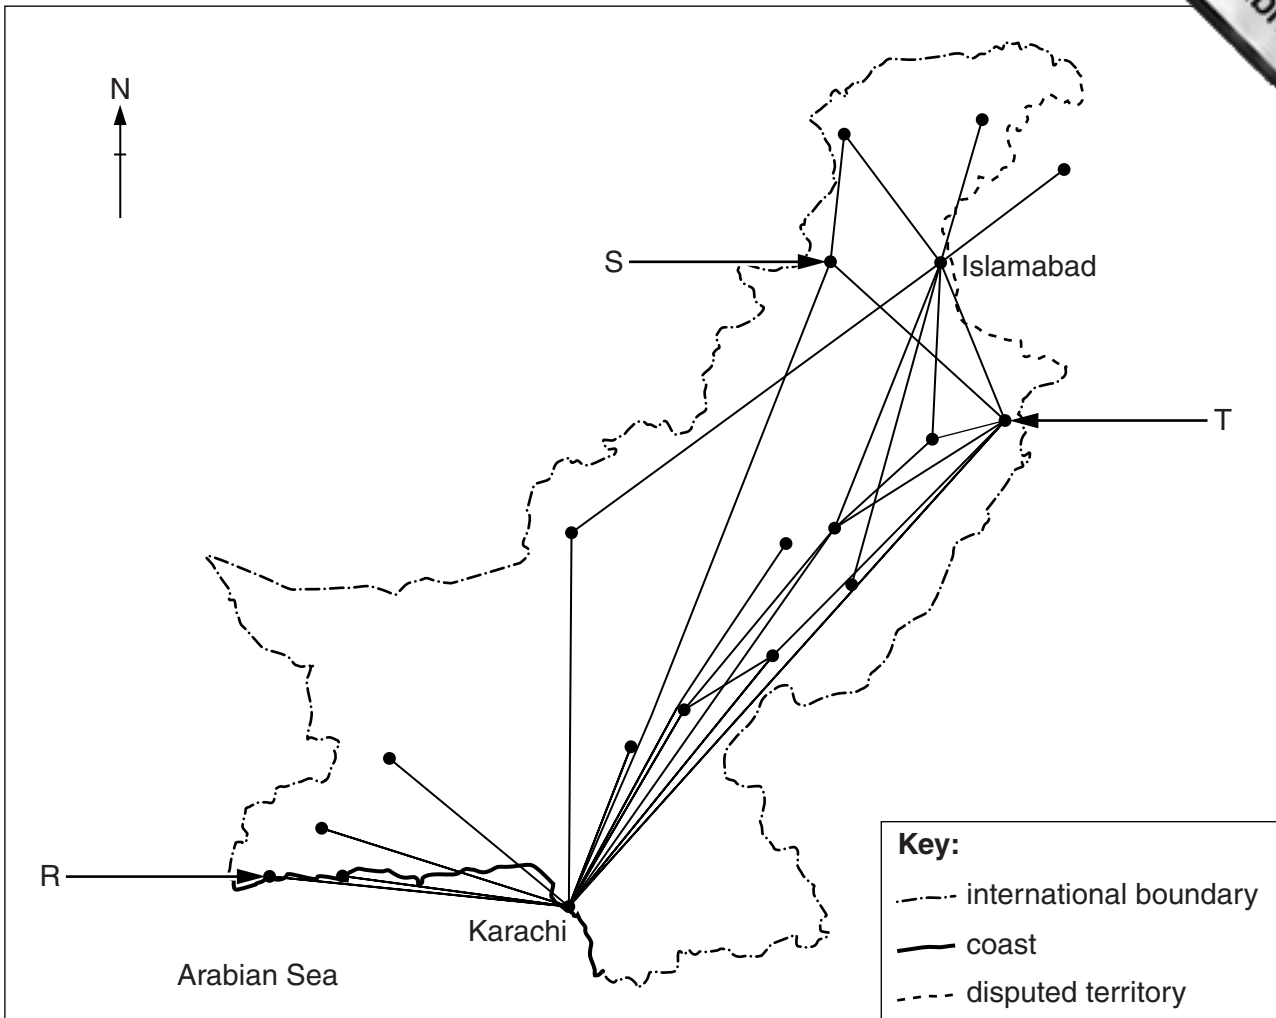 N
S
Islamabad
T
R
Karachi
Arabian Sea
Key:
international boundary
coast
disputed territory